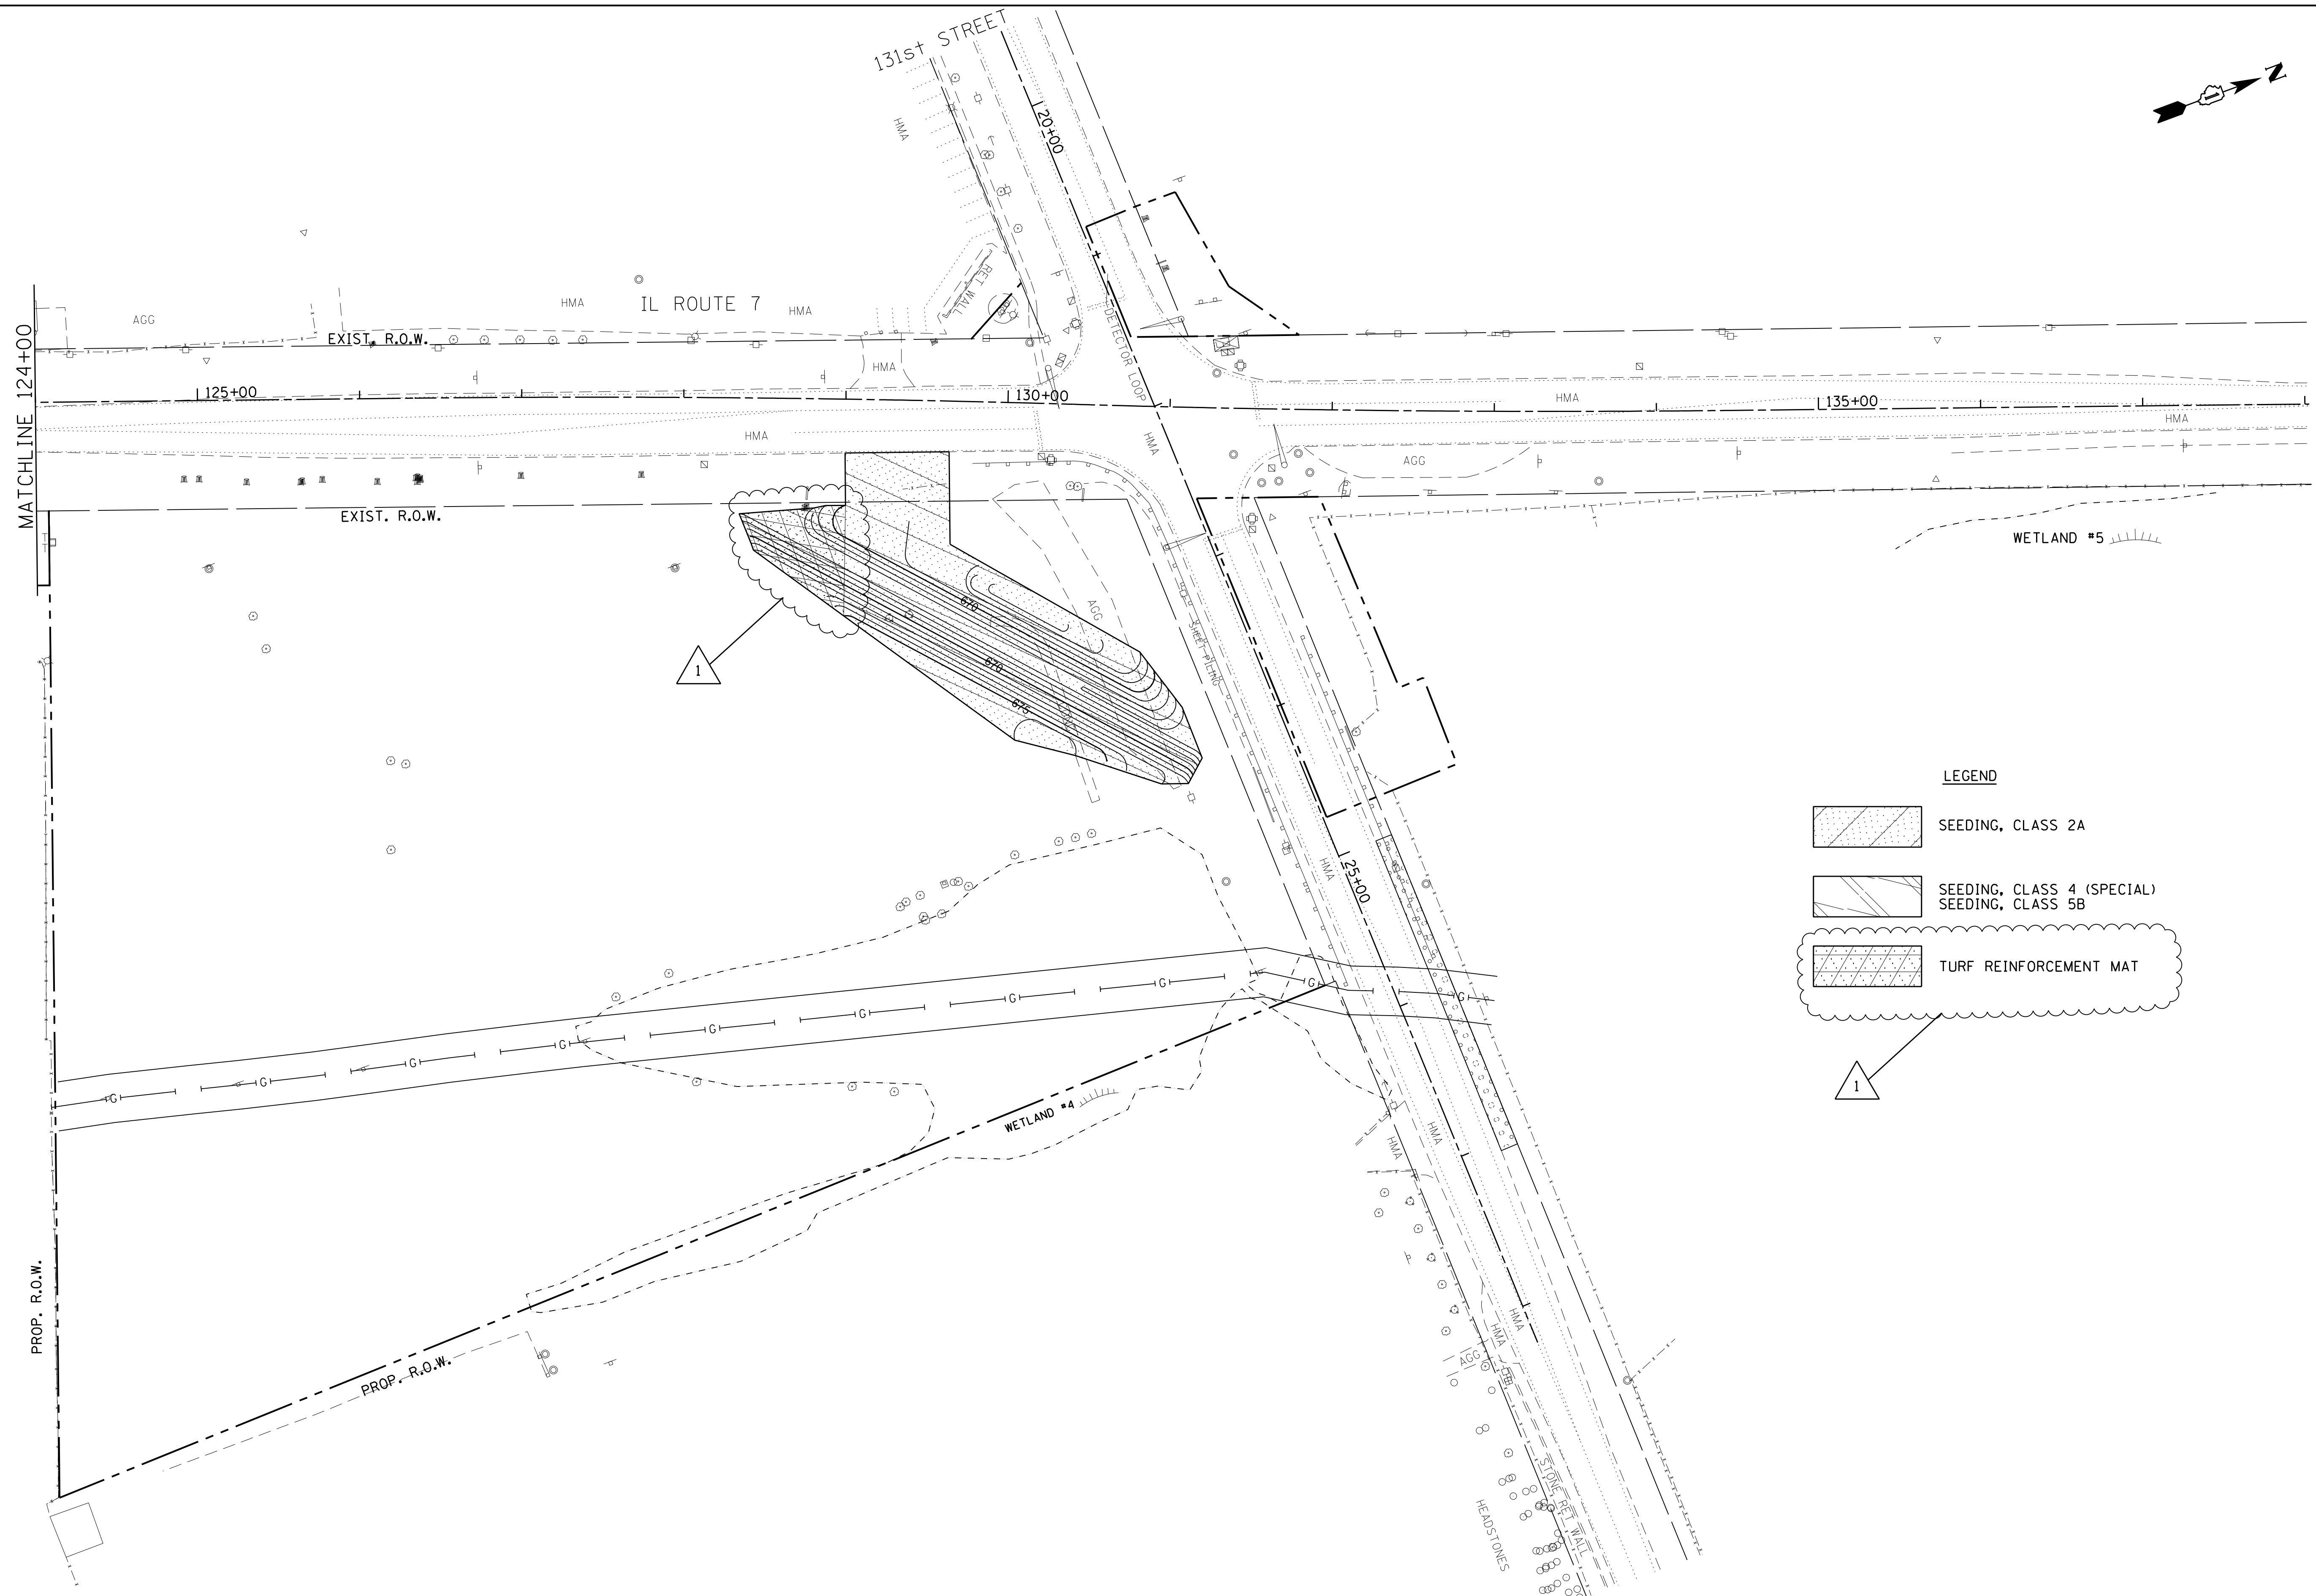 131st STREET
N
HMA
20+00
RET WALL
DETECTOR LOOP
IL ROUTE 7
HMA
HMA
AGG
EXIST. R.O.W.
HMA
MATCHLINE 124+00
125+00
130+00
135+00
HMA
HMA
HMA
HMA
AGG
EXIST. R.O.W.
WETLAND #5
670
AGG
SHEET PILING
670
675
1
LEGEND
SEEDING, CLASS 2A
SEEDING, CLASS 4 (SPECIAL)
SEEDING, CLASS 5B
TURF REINFORCEMENT MAT
1
HMA
25+00
G
G
G
G
G
G
G
G
G
G
WETLAND #4
HMA
HMA
PROP. R.O.W.
PROP. R.O.W.
HMA
HMA
AGG
STONE RET WALL
HEADSTONES